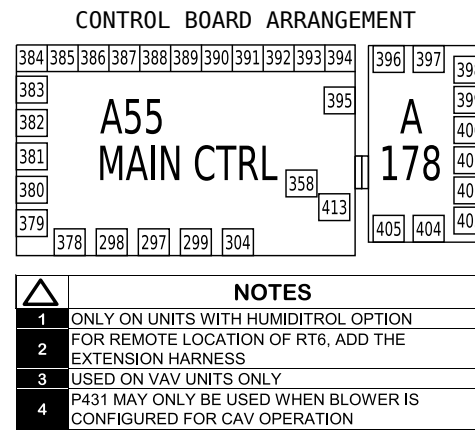 CONTROL BOARD ARRANGEMENT
384 385 386 387 388 389 390 391 392 393 394
396 397
383
395
382
A55
MAIN CTRL
A
178
381
380
358
379
413
378 298 297 299 304
405 404
NOTES
1 ONLY ON UNITS WITH HUMIDITROL OPTION
2 FOR REMOTE LOCATION OF RT6, ADD THE
EXTENSION HARNESS
3 USED ON VAV UNITS ONLY
4 P431 MAY ONLY BE USED WHEN BLOWER IS
CONFIGURED FOR CAV OPERATION